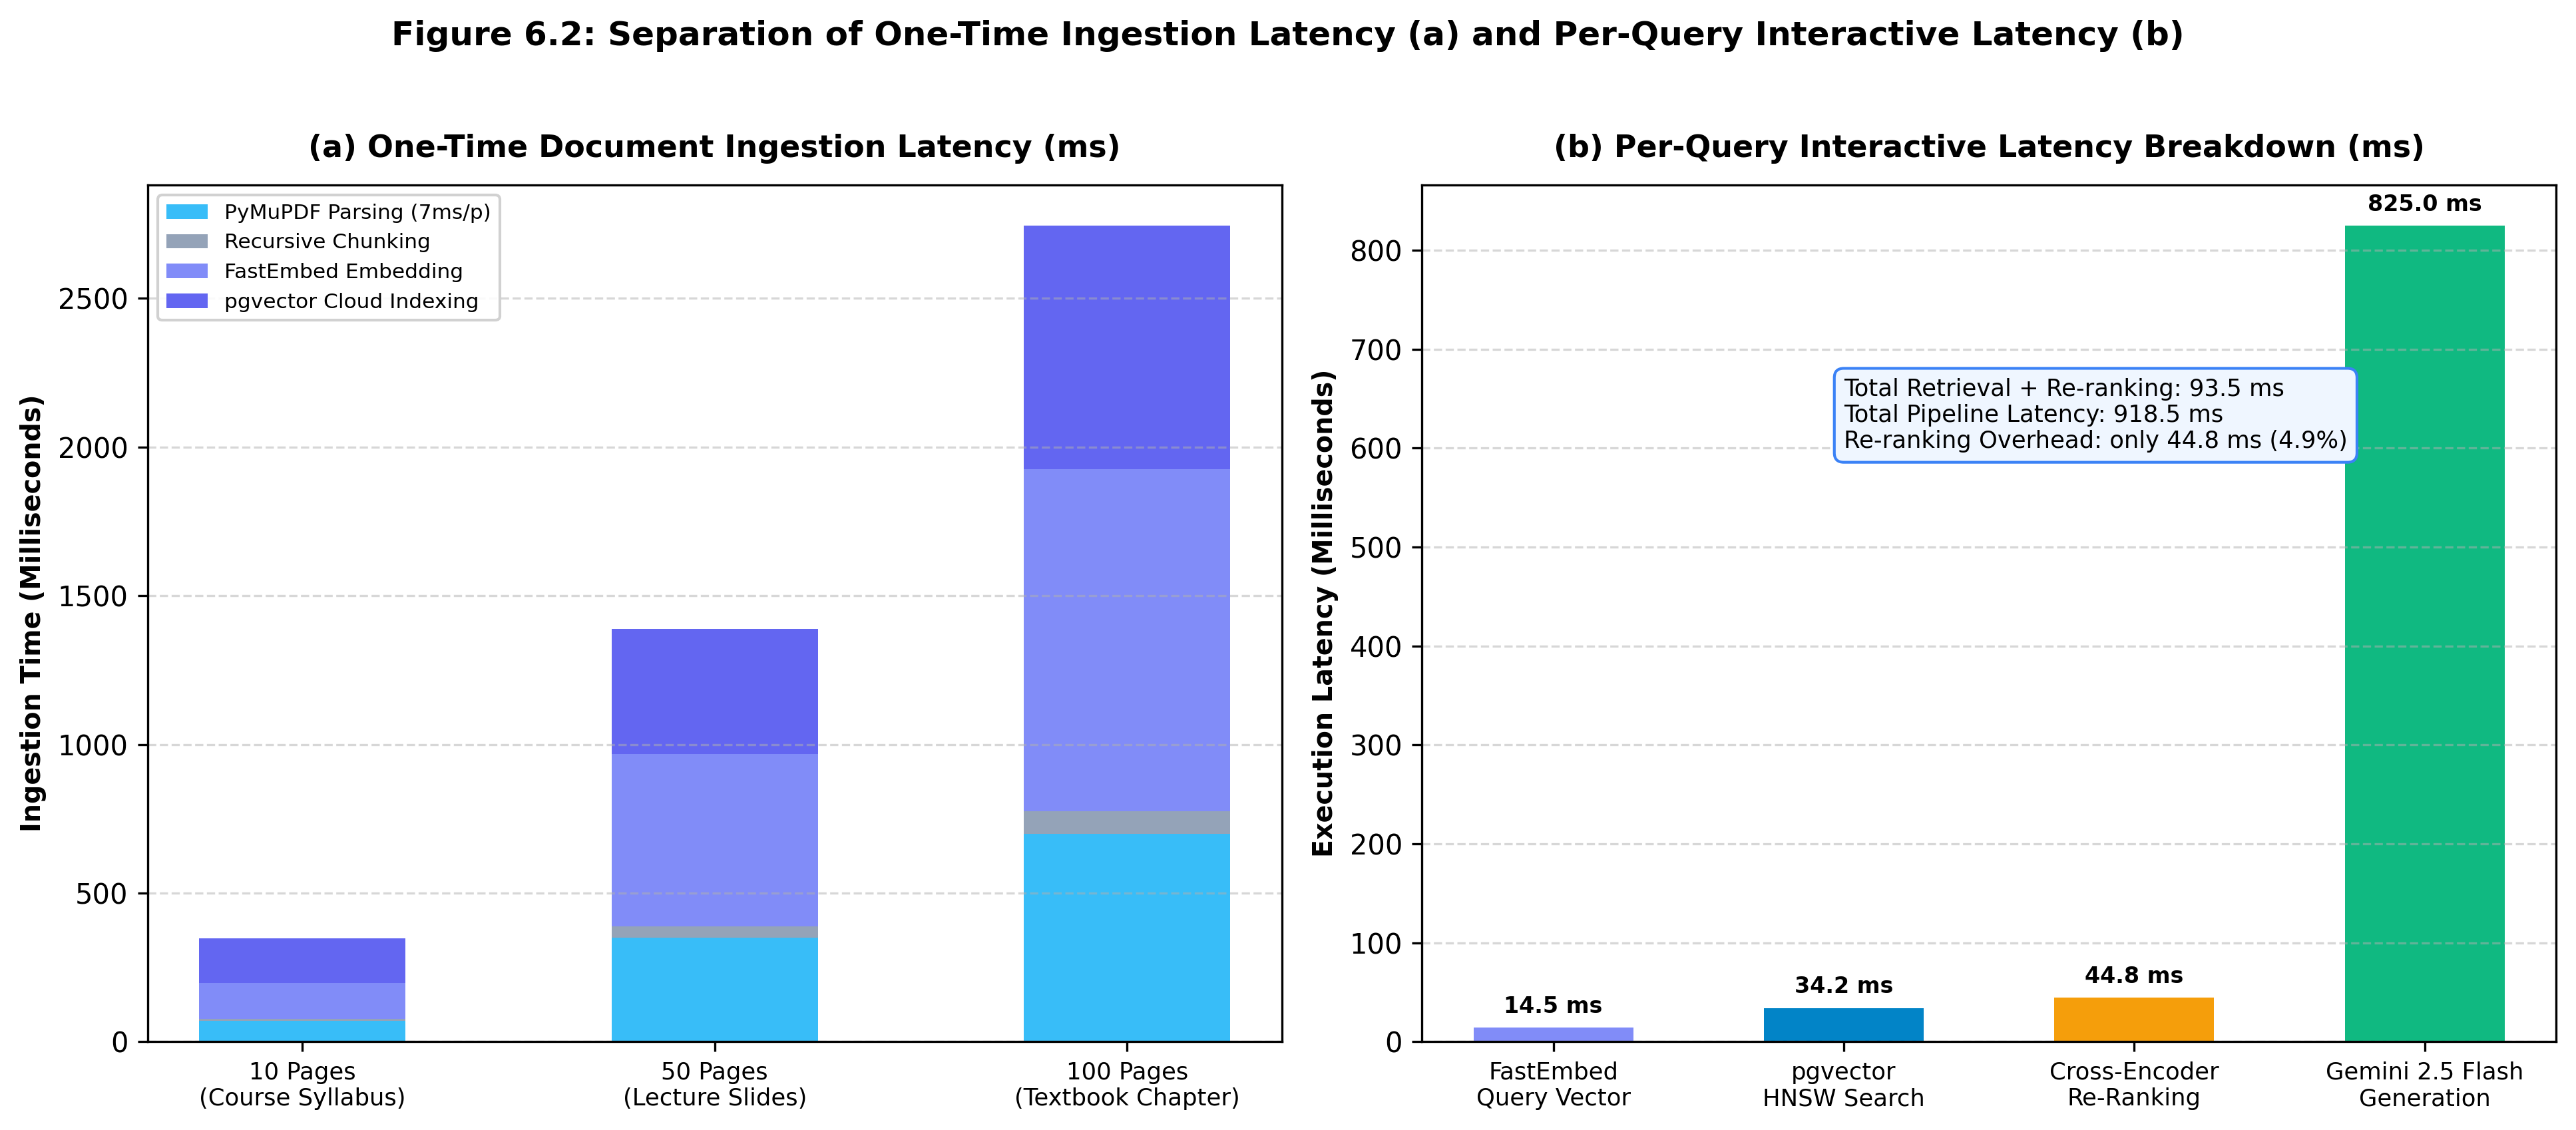 Figure 6.2: Separation of One-Time Ingestion Latency (a) and Per-Query Interactive Latency (b)
(a) One-Time Document Ingestion Latency (ms)
PyMuPDF Parsing (7ms/p)
Recursive Chunking
FastEmbed Embedding
pgvector Cloud Indexing
Ingestion Time (Milliseconds)
2500
2000
1500
1000
500
0
10 Pages
(Course Syllabus)
50 Pages
(Lecture Slides)
100 Pages
(Textbook Chapter)
(b) Per-Query Interactive Latency Breakdown (ms)
Execution Latency (Milliseconds)
800
700
600
500
400
300
200
100
0
825.0 ms
Total Retrieval + Re-ranking: 93.5 ms
Total Pipeline Latency: 918.5 ms
Re-ranking Overhead: only 44.8 ms (4.9%)
14.5 ms
34.2 ms
44.8 ms
FastEmbed
Query Vector
pgvector
HNSW Search
Cross-Encoder
Re-Ranking
Gemini 2.5 Flash
Generation